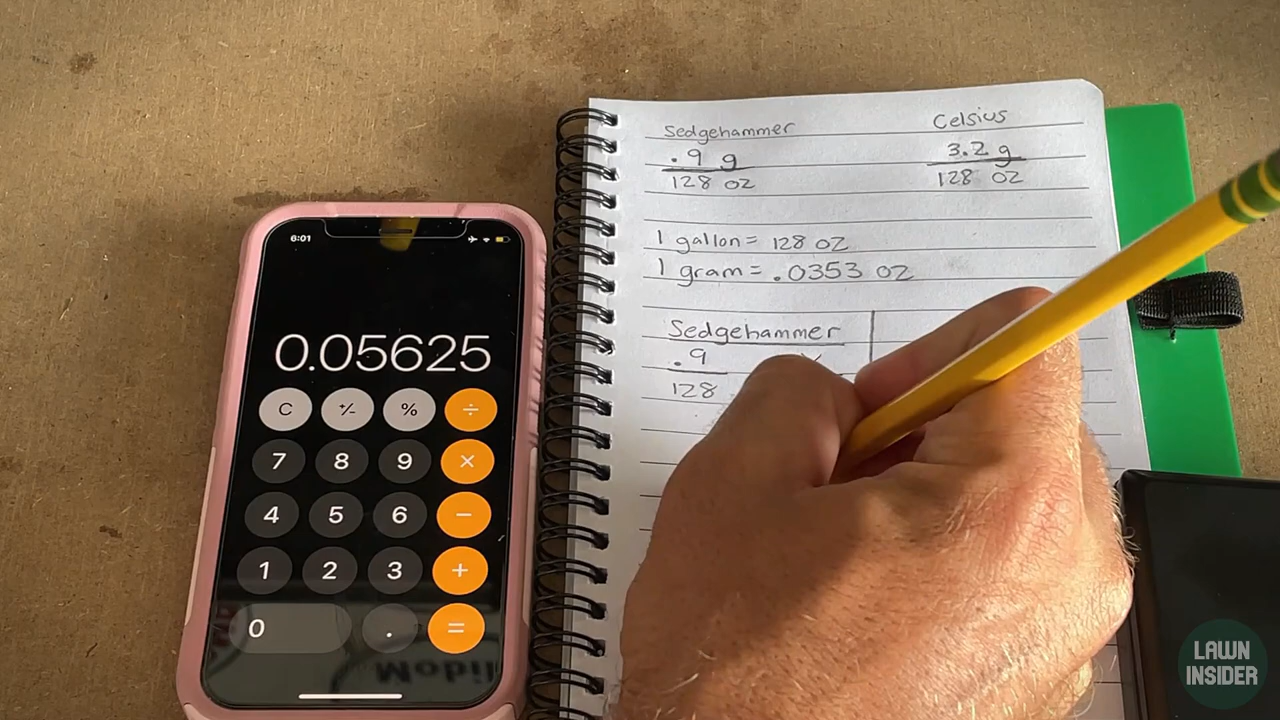 6:01
0.05625
C +/- % ÷
7 8 9 ×
4 5 6 −
1 2 3 +
0 . =
Sedgehammer
.9 g
128 oz
Celsius
3.2 g
128 oz
1 gallon = 128 oz
1 gram = .0353 oz
Sedgehammer
.9
128
LAWN
INSIDER